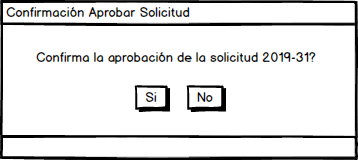 Confirmación Aprobar Solicitud
Confirma la aprobación de la solicitud 2019-31?
Si
No